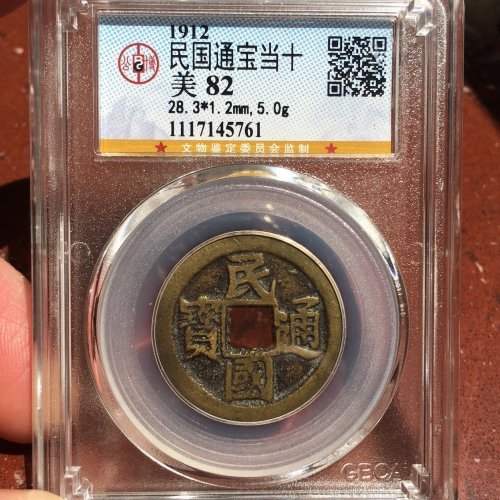 1912
民国通宝当十
美 82
28.3*1.2mm,5.0g
1117145761
文物鉴定委员会监制
民
寶 通
國
GBCA